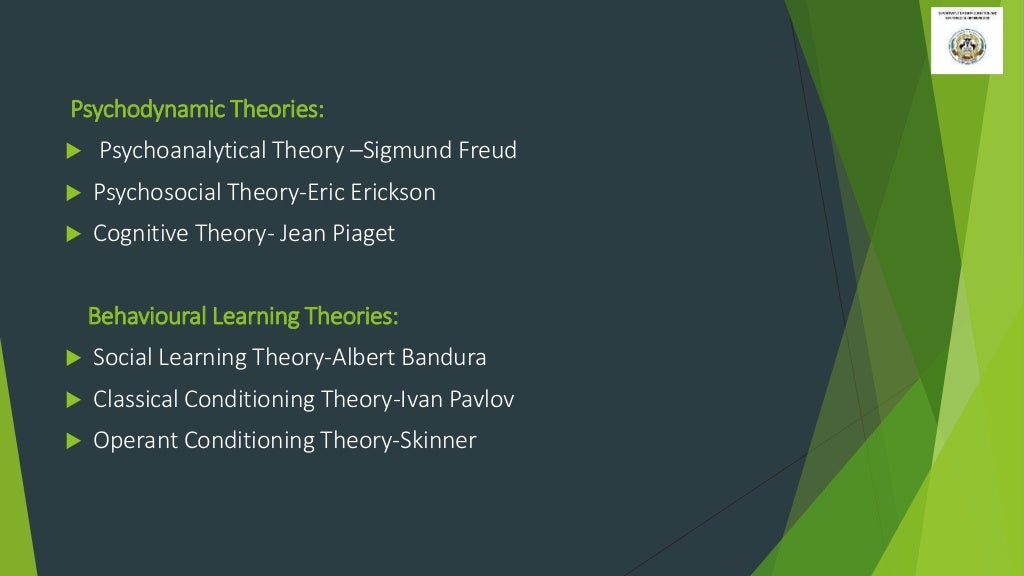 Psychodynamic Theories:
Psychoanalytical Theory –Sigmund Freud
Psychosocial Theory-Eric Erickson
Cognitive Theory- Jean Piaget
Behavioural Learning Theories:
Social Learning Theory-Albert Bandura
Classical Conditioning Theory-Ivan Pavlov
Operant Conditioning Theory-Skinner